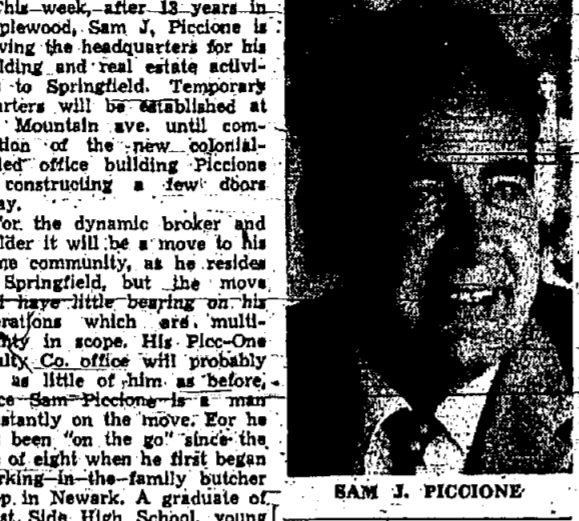 This week, after 13 years in
plewood, Sam J. Piccione is
ving the headquarters for his
lding and real estate activi-
s to Springfield. Temporary
arters will be established at
Mountain ave. until com-
tion of the new colonial-
led office building Piccione
constructing a few doors
ay.
For the dynamic broker and
lder it will be a move to his
me community, as he resides
Springfield, but the move
l have little bearing on his
erations which are multi-
nty in scope. His Picc-One
alty Co. office will probably
as little of him as before,
ce Sam Piccione is a man
stantly on the move. For he
been "on the go" since the
of eight when he first began
rking in the family butcher
p in Newark. A graduate of
st Side High School, young
SAM J. PICCIONE